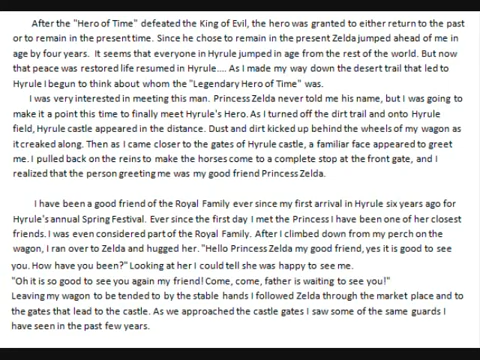 After the "Hero of Time" defeated the King of Evil, the hero was granted to either return to the past
or to remain in the present time. Since he chose to remain in the present Zelda jumped ahead of me in
age by four years.  It seems that everyone in Hyrule jumped in age from the rest of the world. But now
that peace was restored life resumed in Hyrule.... As I made my way down the desert trail that led to
Hyrule I begun to think about whom the "Legendary Hero of Time" was.
I was very interested in meeting this man. Princess Zelda never told me his name, but I was going to
make it a point this time to finally meet Hyrule's Hero. As I turned off the dirt trail and onto Hyrule
field, Hyrule castle appeared in the distance. Dust and dirt kicked up behind the wheels of my wagon as
it creaked along. Then as I came closer to the gates of Hyrule castle, a familiar face appeared to greet
me. I pulled back on the reins to make the horses come to a complete stop at the front gate, and I
realized that the person greeting me was my good friend Princess Zelda.
I have been a good friend of the Royal Family ever since my first arrival in Hyrule six years ago for
Hyrule's annual Spring Festival. Ever since the first day I met the Princess I have been one of her closest
friends. I was even considered part of the Royal Family. After I climbed down from my perch on the
wagon, I ran over to Zelda and hugged her. "Hello Princess Zelda my good friend, yes it is good to see
you. How have you been?" Looking at her I could tell she was happy to see me.
"Oh it is so good to see you again my friend! Come, come, father is waiting to see you!"
Leaving my wagon to be tended to by the stable hands I followed Zelda through the market place and to
the gates that lead to the castle. As we approached the castle gates I saw some of the same guards I
have seen in the past few years.